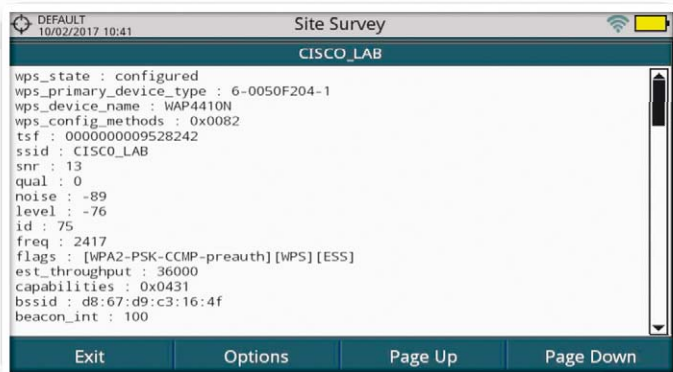 DEFAULT
10/02/2017 10:41
Site Survey
CISCO_LAB
wps_state : configured
wps_primary_device_type : 6-0050F204-1
wps_device_name : WAP4410N
wps_config_methods : 0x0082
tsf : 0000000009528242
ssid : CISCO_LAB
snr : 13
qual : 0
noise : -89
level : -76
id : 75
freq : 2417
flags : [WPA2-PSK-CCMP-preauth][WPS][ESS]
est_throughput : 36000
capabilities : 0x0431
bssid : d8:67:d9:c3:16:4f
beacon_int : 100
Exit
Options
Page Up
Page Down